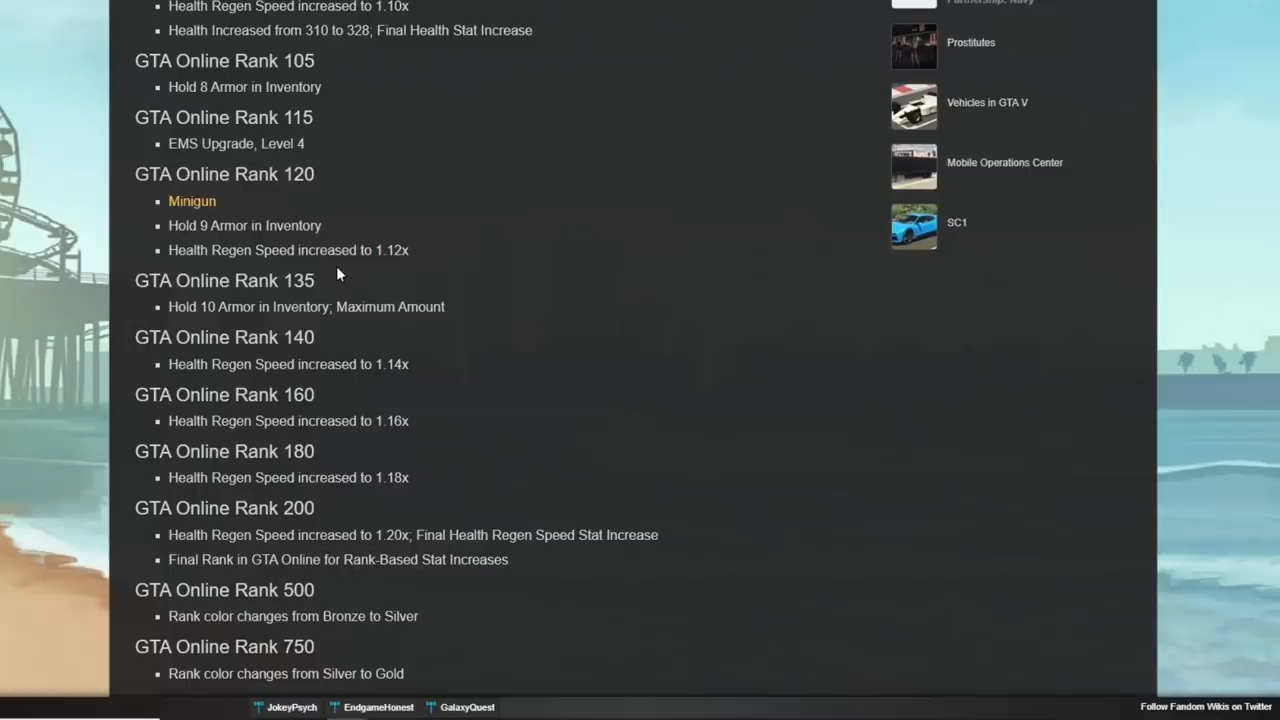 Health Regen Speed increased to 1.10x
Health Increased from 310 to 328; Final Health Stat Increase
GTA Online Rank 105
Hold 8 Armor in Inventory
GTA Online Rank 115
EMS Upgrade, Level 4
GTA Online Rank 120
Minigun
Hold 9 Armor in Inventory
Health Regen Speed increased to 1.12x
GTA Online Rank 135
Hold 10 Armor in Inventory; Maximum Amount
GTA Online Rank 140
Health Regen Speed increased to 1.14x
GTA Online Rank 160
Health Regen Speed increased to 1.16x
GTA Online Rank 180
Health Regen Speed increased to 1.18x
GTA Online Rank 200
Health Regen Speed increased to 1.20x; Final Health Regen Speed Stat Increase
Final Rank in GTA Online for Rank-Based Stat Increases
GTA Online Rank 500
Rank color changes from Bronze to Silver
GTA Online Rank 750
Rank color changes from Silver to Gold
Partnership: Navy
Prostitutes
Vehicles in GTA V
Mobile Operations Center
SC1
JokeyPsych
EndgameHonest
GalaxyQuest
Follow Fandom Wikis on Twitter